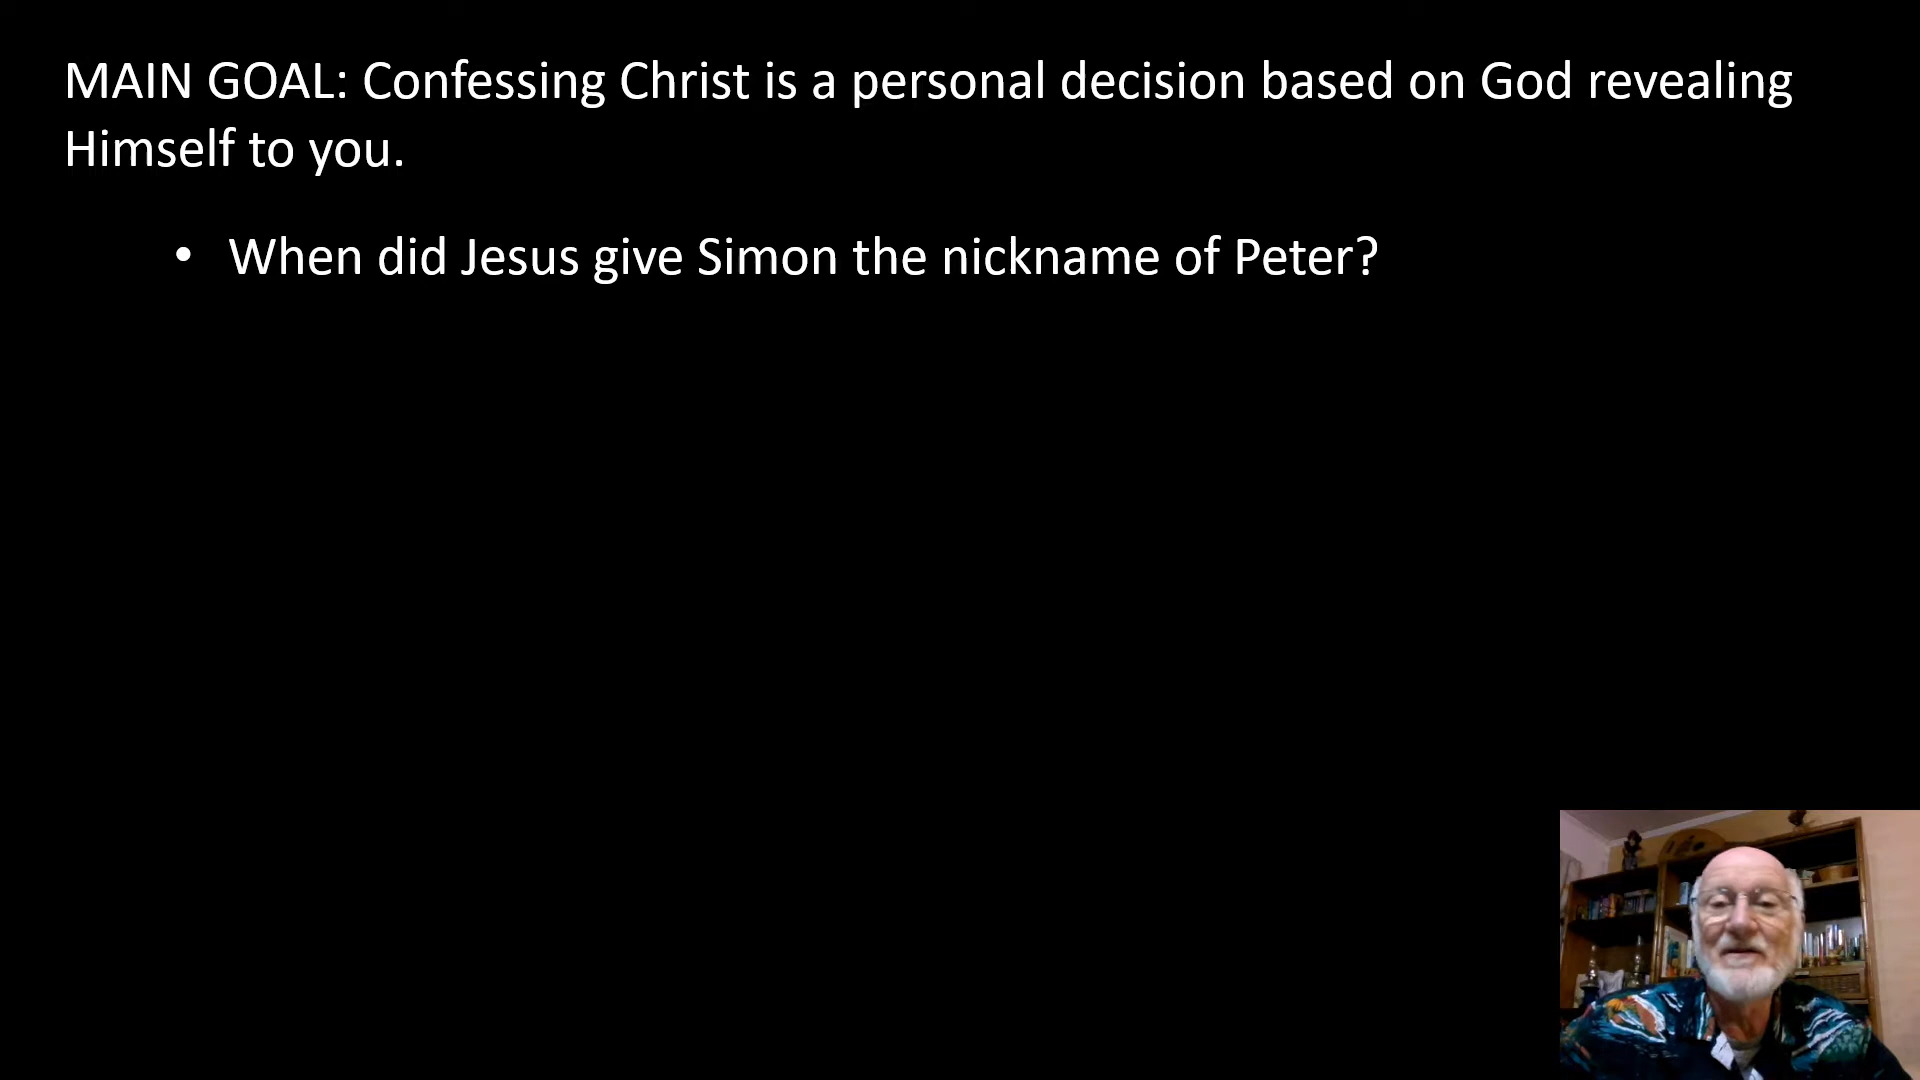 MAIN GOAL: Confessing Christ is a personal decision based on God revealing
Himself to you.
• When did Jesus give Simon the nickname of Peter?